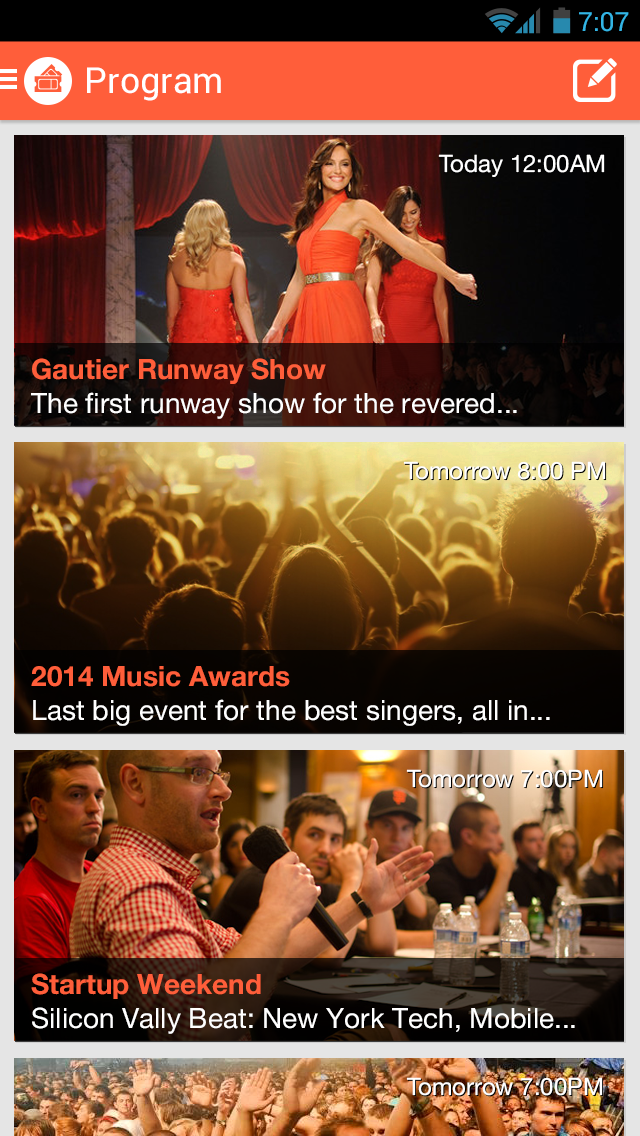 7:07
Program
Today 12:00AM
Gautier Runway Show
The first runway show for the revered...
Tomorrow 8:00 PM
2014 Music Awards
Last big event for the best singers, all in...
Tomorrow 7:00PM
Startup Weekend
Silicon Vally Beat: New York Tech, Mobile...
Tomorrow 7:00PM